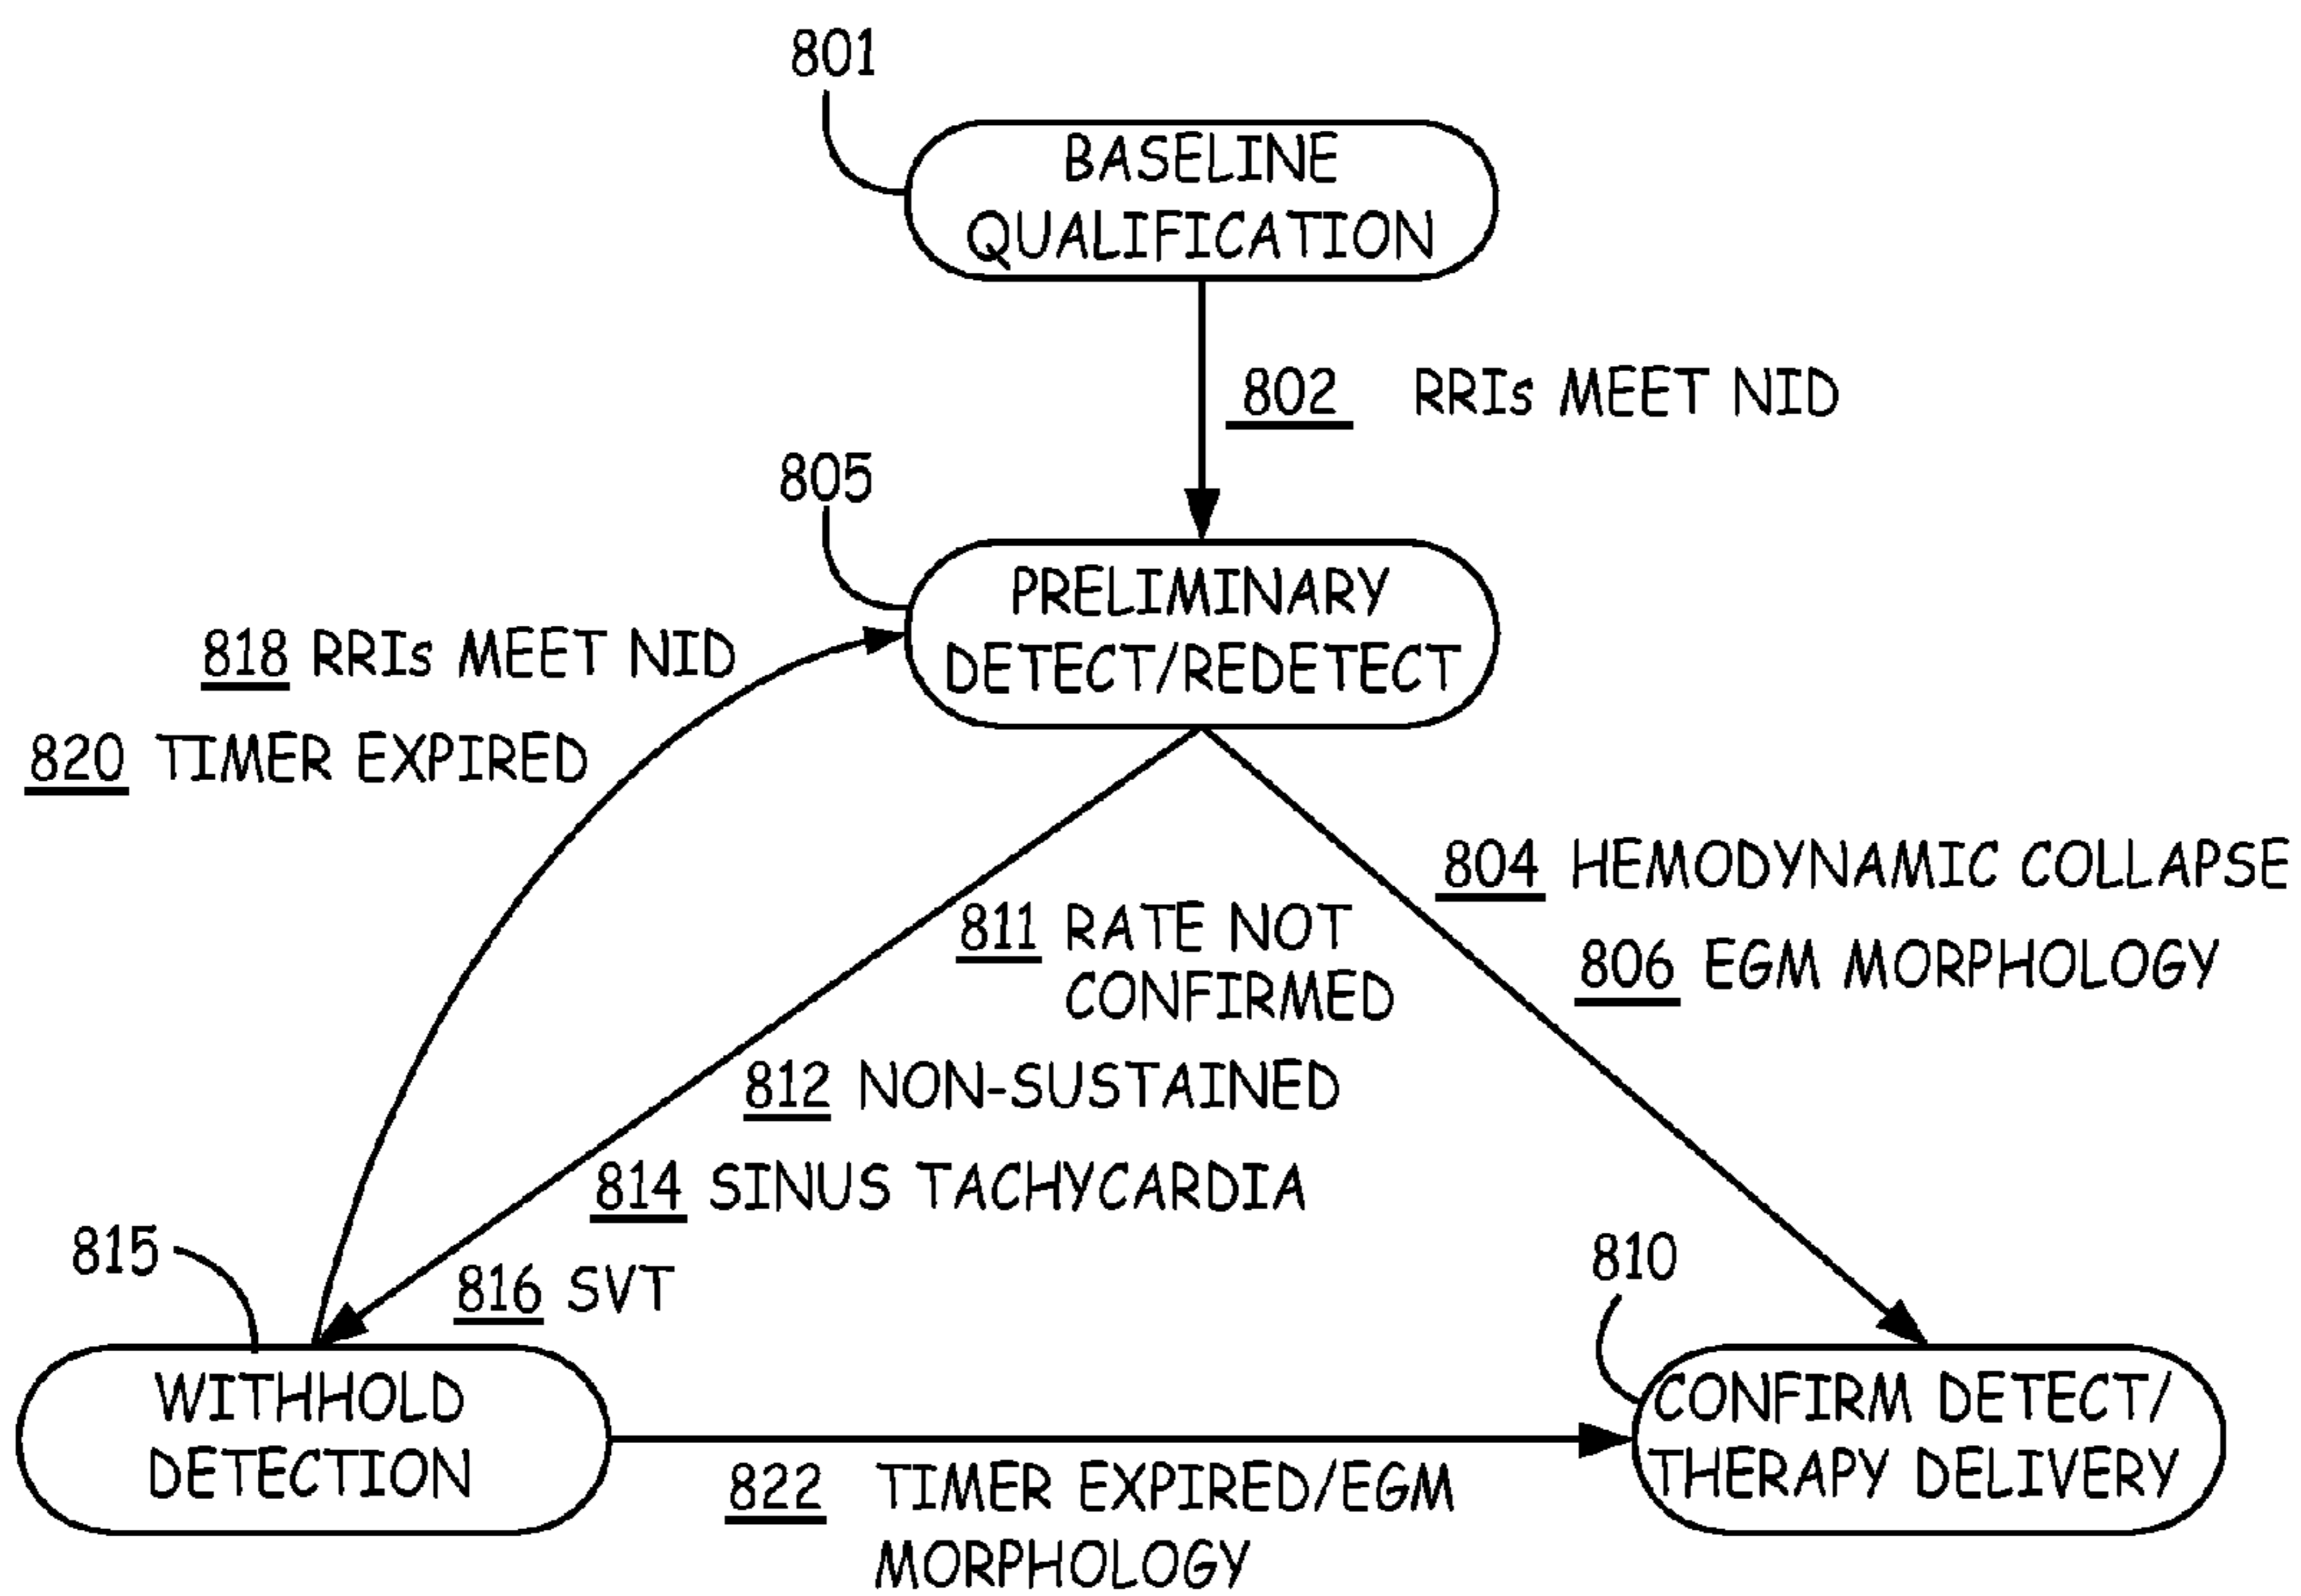 801
BASELINE
QUALIFICATION
802 RRIs MEET NID
805
PRELIMINARY
DETECT/REDETECT
818 RRIs MEET NID
820 TIMER EXPIRED
804 HEMODYNAMIC COLLAPSE
806 EGM MORPHOLOGY
811 RATE NOT
CONFIRMED
812 NON-SUSTAINED
814 SINUS TACHYCARDIA
816 SVT
815
WITHHOLD
DETECTION
810
CONFIRM DETECT/
THERAPY DELIVERY
822 TIMER EXPIRED/EGM
MORPHOLOGY